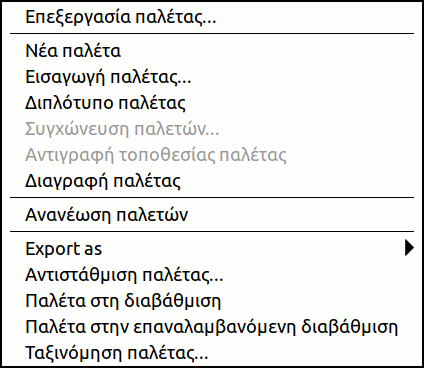 Επεξεργασία παλέτας...
Νέα παλέτα
Εισαγωγή παλέτας...
Διπλότυπο παλέτας
Συγχώνευση παλετών...
Αντιγραφή τοποθεσίας παλέτας
Διαγραφή παλέτας
Ανανέωση παλετών
Export as
Αντιστάθμιση παλέτας...
Παλέτα στη διαβάθμιση
Παλέτα στην επαναλαμβανόμενη διαβάθμιση
Ταξινόμηση παλέτας...